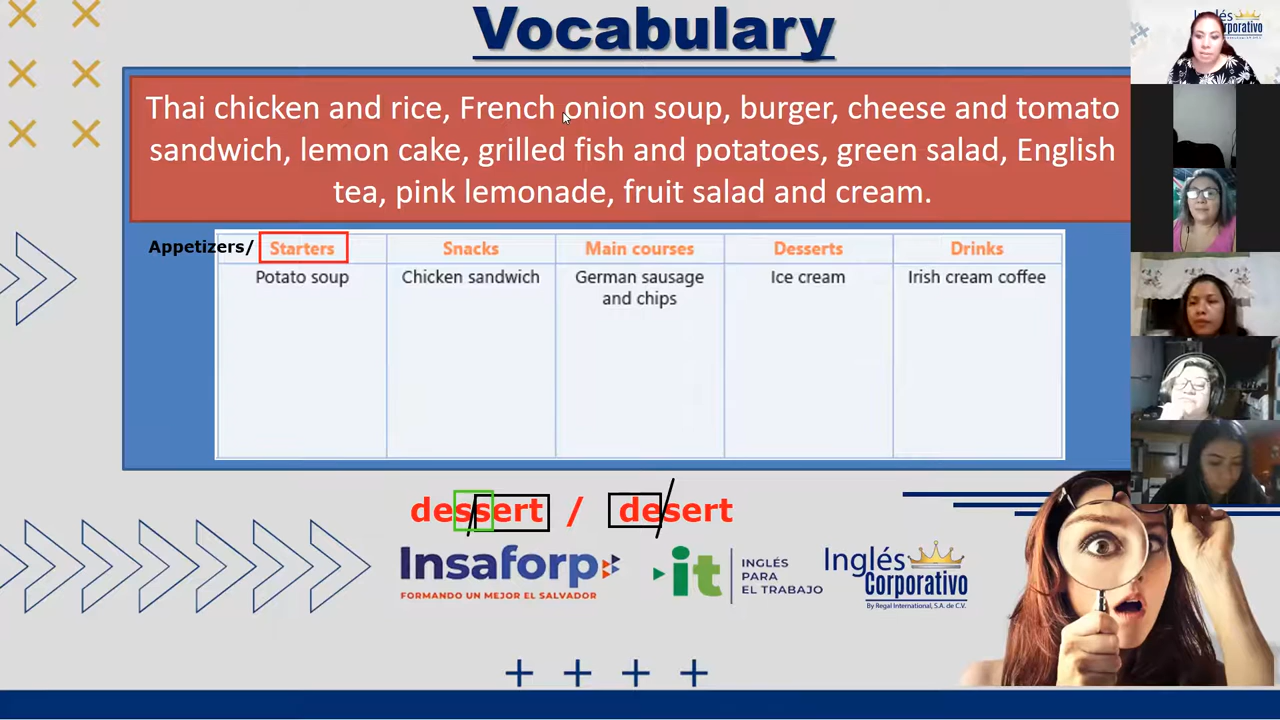 Vocabulary
Inglés
Corporativo
Thai chicken and rice, French onion soup, burger, cheese and tomato
sandwich, lemon cake, grilled fish and potatoes, green salad, English
tea, pink lemonade, fruit salad and cream.
Appetizers/ Starters Snacks Main courses Desserts Drinks
Potato soup Chicken sandwich German sausage Ice cream Irish cream coffee
and chips
dessert / desert
Insaforp
FORMANDO UN MEJOR EL SALVADOR
it
INGLÉS
PARA
EL TRABAJO
Inglés
Corporativo
By Regal International, S.A. de C.V.